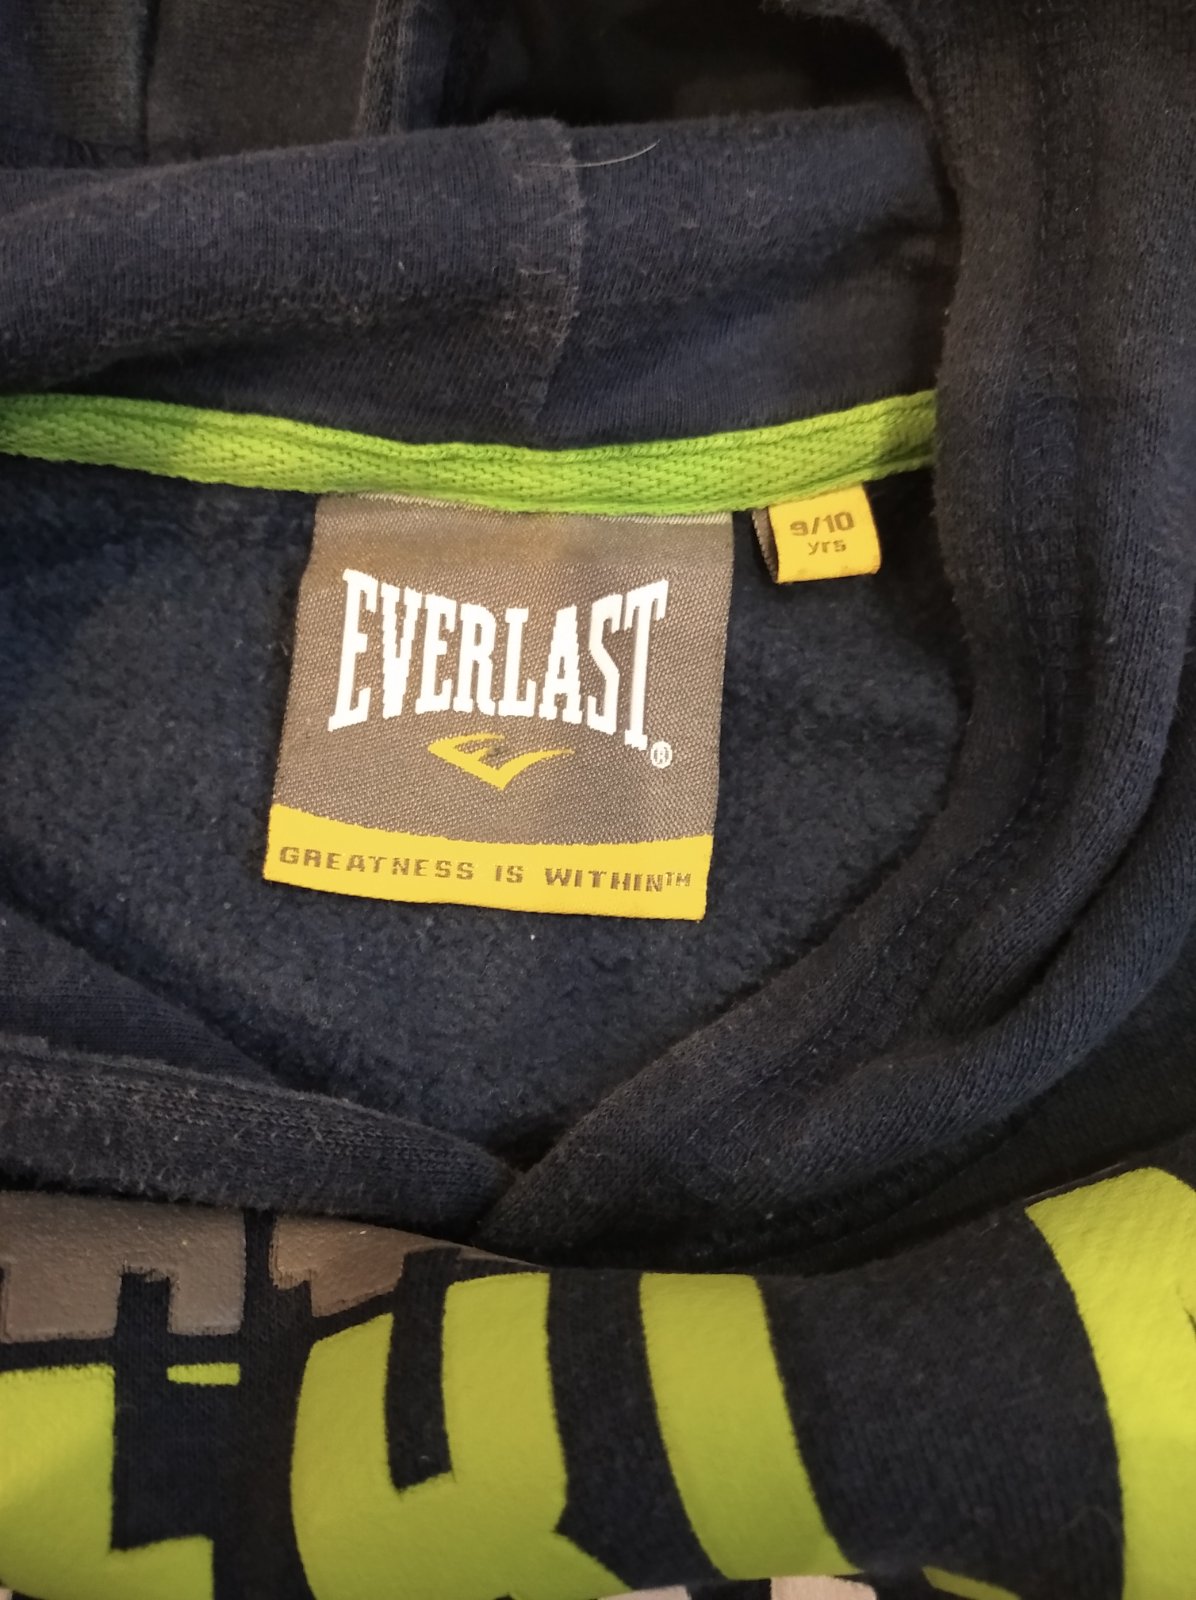 9/10
yrs
EVERLAST®
GREATNESS IS WITHIN™